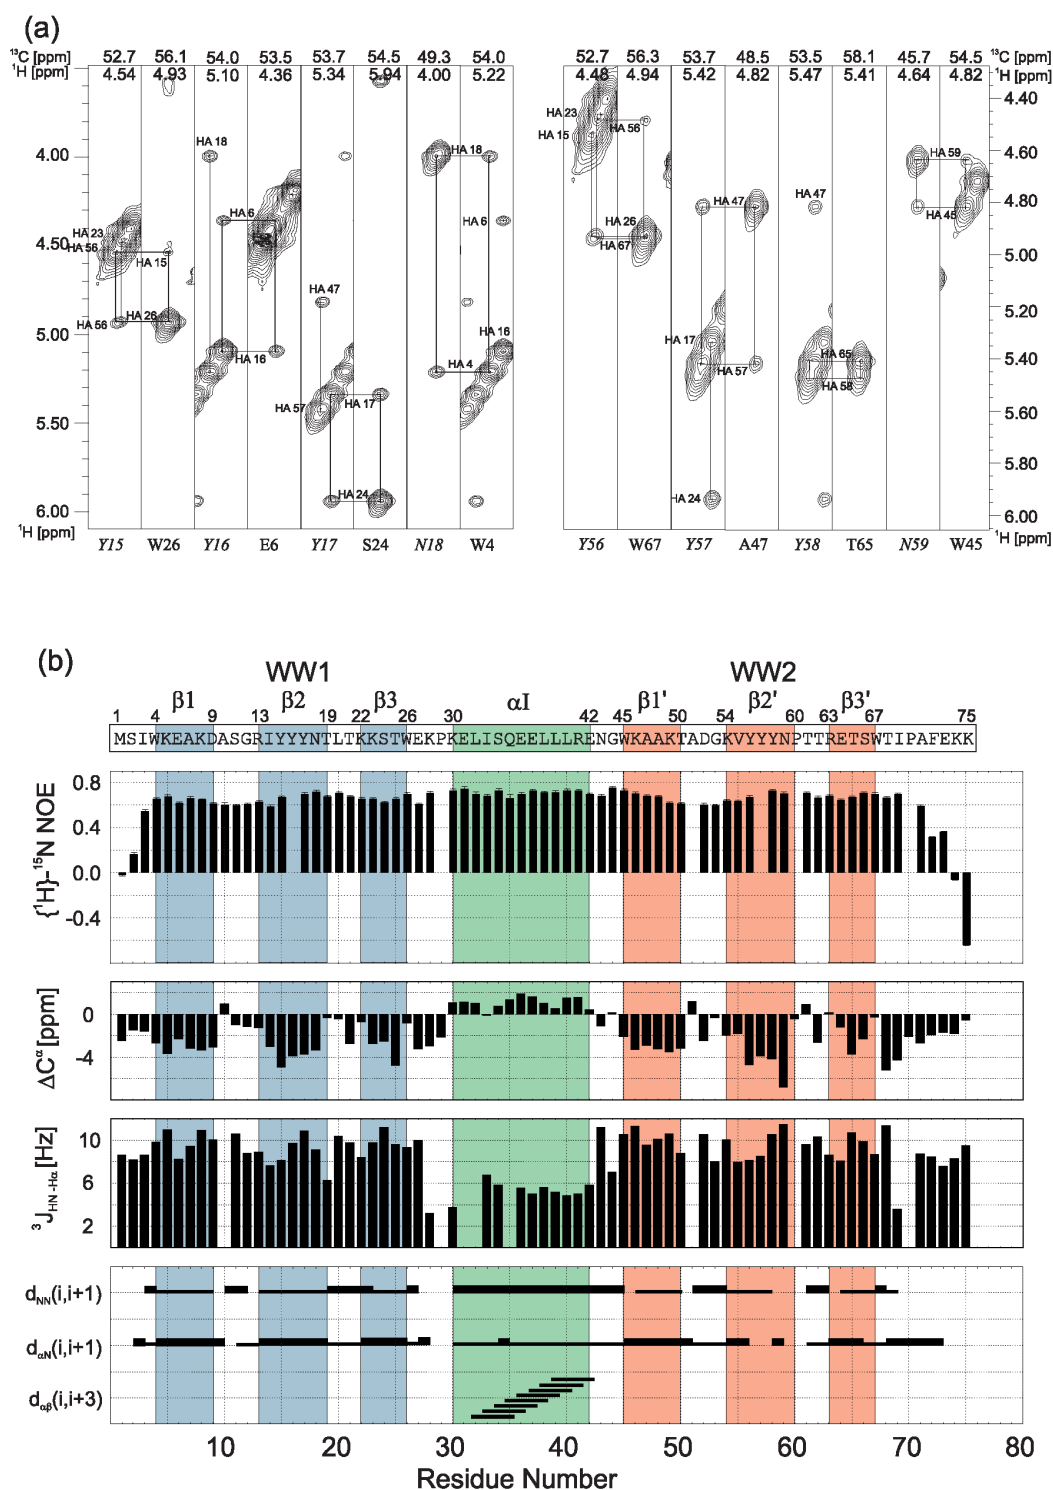 (a)
¹³C [ppm] 52.7 56.1 54.0 53.5 53.7 54.5 49.3 54.0 52.7 56.3 53.7 48.5 53.5 58.1 45.7 54.5 ¹³C [ppm]
¹H [ppm] 4.54 4.93 5.10 4.36 5.34 5.94 4.00 5.22 4.48 4.94 5.42 4.82 5.47 5.41 4.64 4.82 ¹H [ppm]
4.40
HA 23 HA 56
HA 18 HA 15
4.00 HA 18 HA 59 4.60
HA 47 HA 47
HA 6 HA 6 HA 26 HA 45 4.80
HA 23
HA 56 HA 67
4.50 HA 15 5.00
HA 47
HA 56 HA 26 5.20
5.00 HA 16 HA 16 HA 17 HA 65
HA 4 HA 57 HA 58 5.40
HA 57 HA 17
5.50 5.60
5.80
HA 24 HA 24
6.00 6.00
¹H [ppm] ¹H [ppm]
Y15 W26 Y16 E6 Y17 S24 N18 W4 Y56 W67 Y57 A47 Y58 T65 N59 W45
(b)
WW1 WW2
β1 β2 β3 αI β1' β2' β3'
1 4 9 13 19 22 26 30 42 45 50 54 60 63 67 75
MSIWKEAKDASGRIYYYNTLTKKSTWEKPKELISQEELLLRENGWKAAKTADGKVYYYNPTTRETSWTIPAFEKK
{¹H}-¹⁵N NOE
0.8
0.4
0.0
-0.4
ΔCᵅ [ppm]
0
-4
³J_HN-Hα [Hz]
10
6
2
d_NN(i,i+1)
d_αN(i,i+1)
d_αβ(i,i+3)
10 20 30 40 50 60 70 80
Residue Number